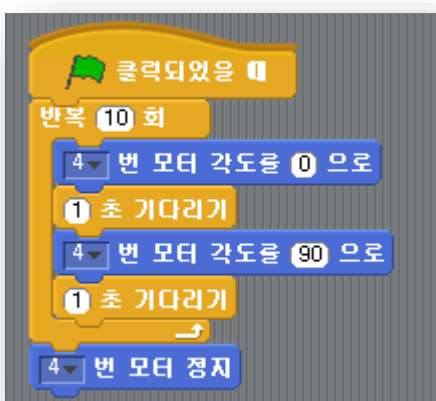 클릭되었을 때
반복 10 회
4 번 모터 각도를 0 으로
1 초 기다리기
4 번 모터 각도를 90 으로
1 초 기다리기
4 번 모터 정지